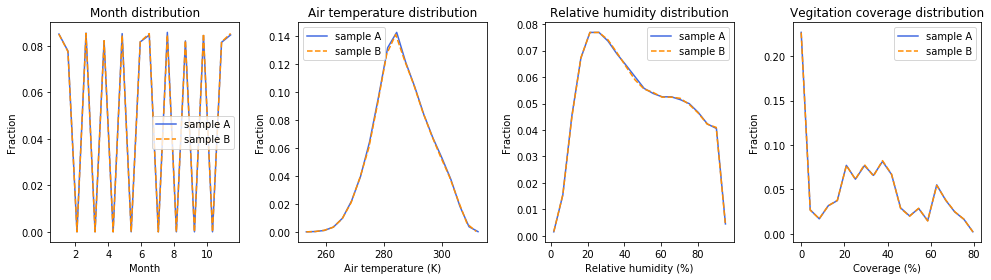 Month distribution
Fraction
0.08
0.06
0.04
0.02
0.00
sample A
sample B
2 4 6 8 10
Month
Air temperature distribution
Fraction
0.14
0.12
0.10
0.08
0.06
0.04
0.02
0.00
sample A
sample B
260 280 300
Air temperature (K)
Relative humidity distribution
Fraction
0.08
0.07
0.06
0.05
0.04
0.03
0.02
0.01
0.00
sample A
sample B
0 20 40 60 80
Relative humidity (%)
Vegitation coverage distribution
Fraction
0.20
0.15
0.10
0.05
0.00
sample A
sample B
0 20 40 60 80
Coverage (%)